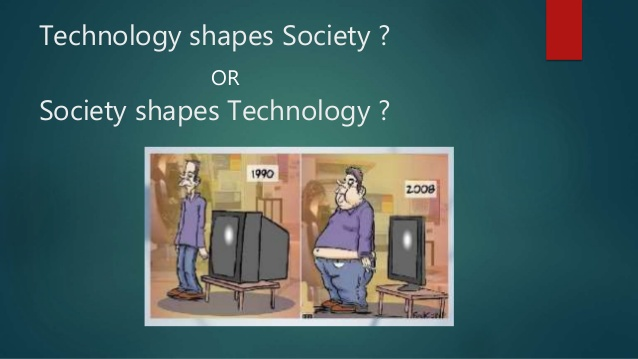 Technology shapes Society ?
OR
Society shapes Technology ?
1990
2008